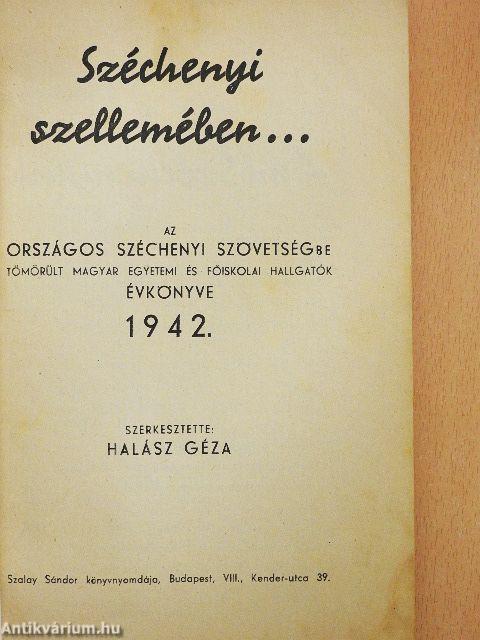 Széchenyi
szellemében...
AZ
ORSZÁGOS SZÉCHENYI SZÖVETSÉGBE
TÖMÖRÜLT MAGYAR EGYETEMI ÉS FŐISKOLAI HALLGATÓK
ÉVKÖNYVE
1942.
SZERKESZTETTE:
HALÁSZ GÉZA
Szalay Sándor könyvnyomdája, Budapest, VIII., Kender-utca 39.
Antikvárium.hu